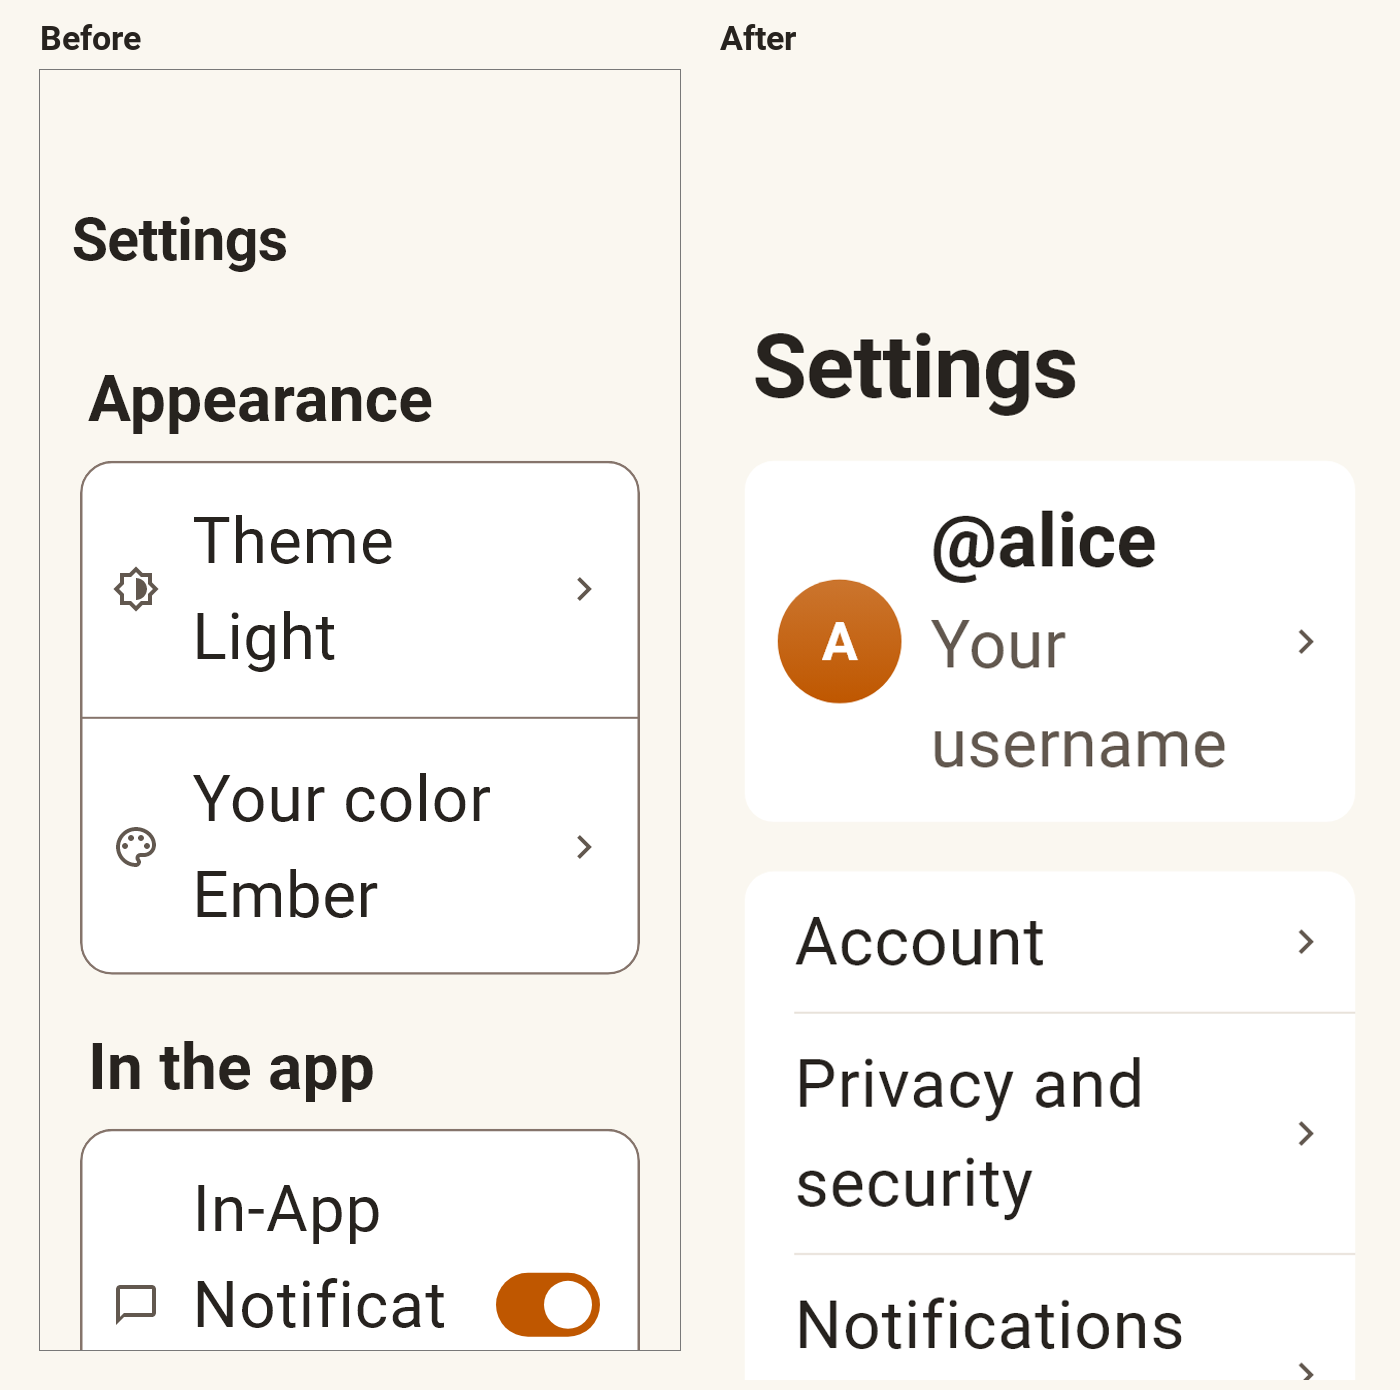 Before
Settings
Appearance
Theme
Light
Your color
Ember
In the app
In-App
Notificat
After
Settings
@alice
A
Your
username
Account
Privacy and
security
Notifications